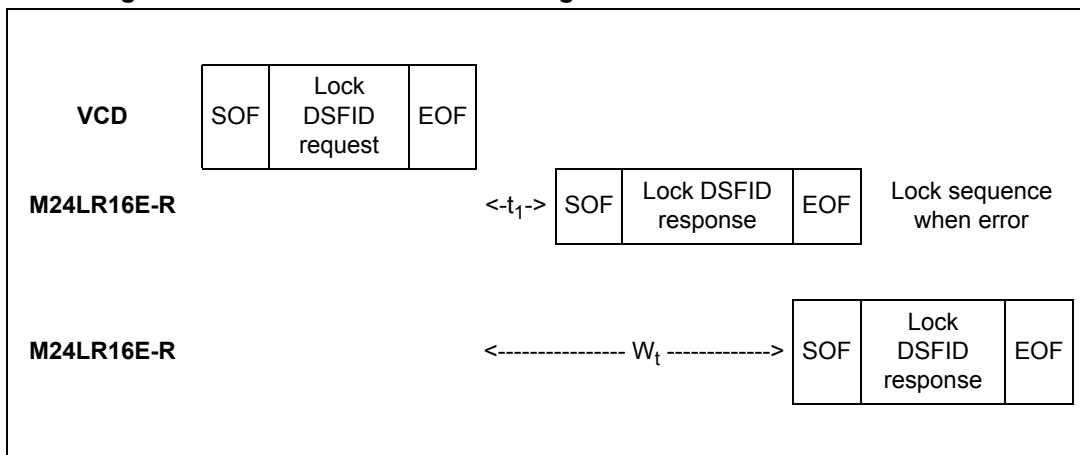 VCD SOF Lock DSFID request EOF
M24LR16E-R <-t1-> SOF Lock DSFID response EOF Lock sequence when error
M24LR16E-R <---------------- Wt -------------> SOF Lock DSFID response EOF